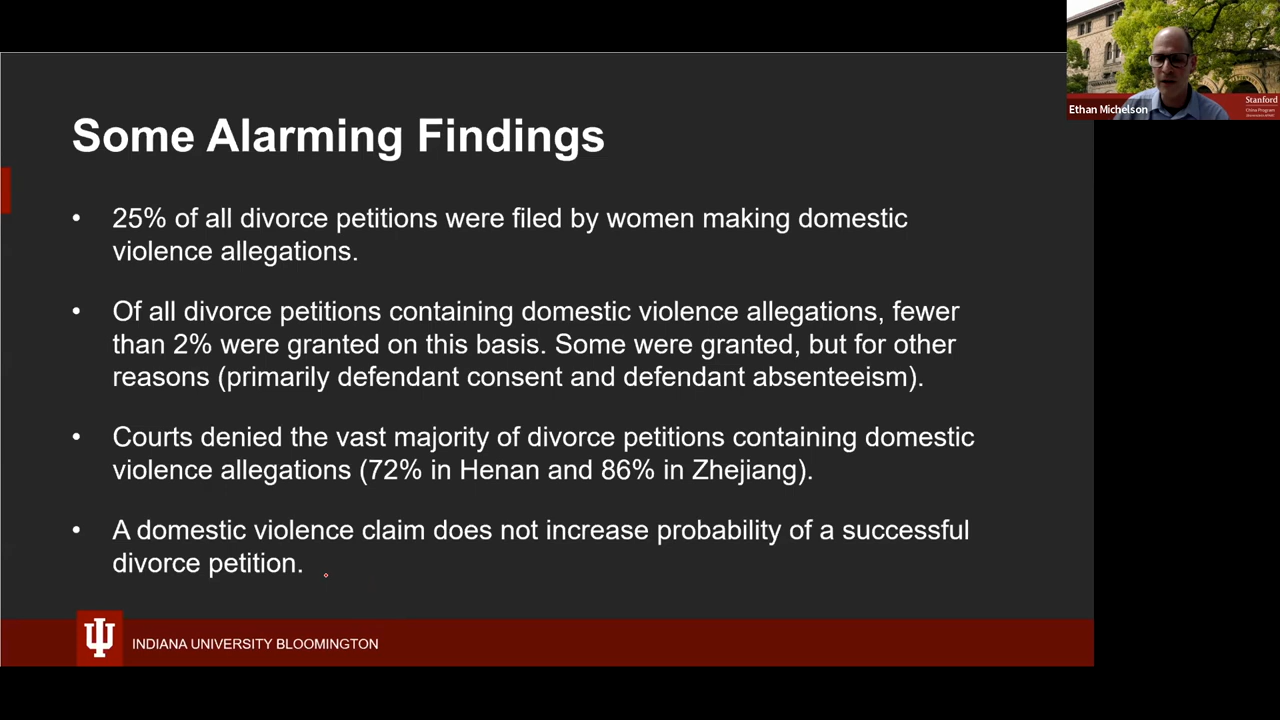 Some Alarming Findings
• 25% of all divorce petitions were filed by women making domestic
violence allegations.
• Of all divorce petitions containing domestic violence allegations, fewer
than 2% were granted on this basis. Some were granted, but for other
reasons (primarily defendant consent and defendant absenteeism).
• Courts denied the vast majority of divorce petitions containing domestic
violence allegations (72% in Henan and 86% in Zhejiang).
• A domestic violence claim does not increase probability of a successful
divorce petition.
INDIANA UNIVERSITY BLOOMINGTON
Ethan Michelson
Stanford
China Program